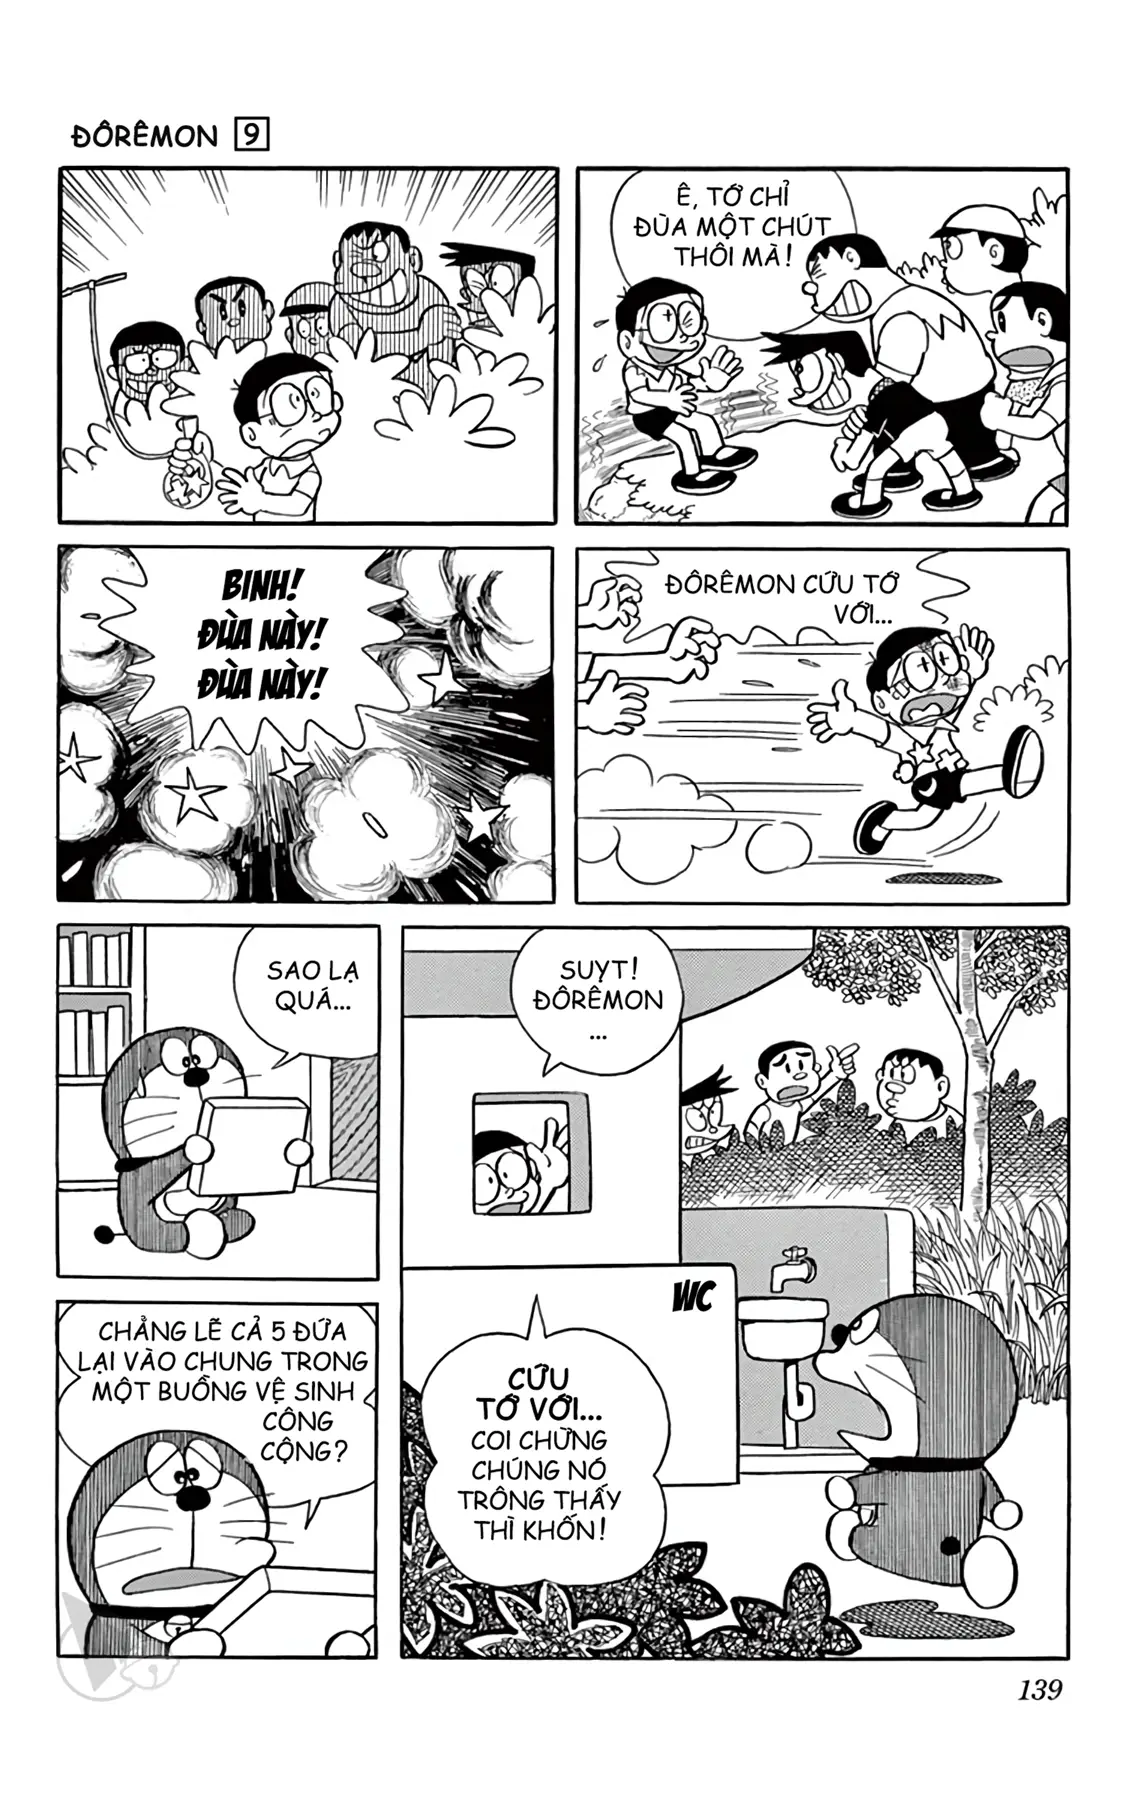 ĐÔRÊMON 9
Ê, TỚ CHỈ
ĐÙA MỘT CHÚT
THÔI MÀ!
BINH!
ĐÙA NÀY!
ĐÙA NÀY!
ĐÔRÊMON CỨU TỚ
VỚI...
SAO LẠ
QUÁ...
CHẲNG LẼ CẢ 5 ĐỨA
LẠI VÀO CHUNG TRONG
MỘT BUỒNG VỆ SINH
CÔNG
CỘNG?
SUỴT!
ĐÔRÊMON
...
WC
CỨU
TỚ VỚI...
COI CHỪNG
CHÚNG NÓ
TRÔNG THẤY
THÌ KHỐN!
139